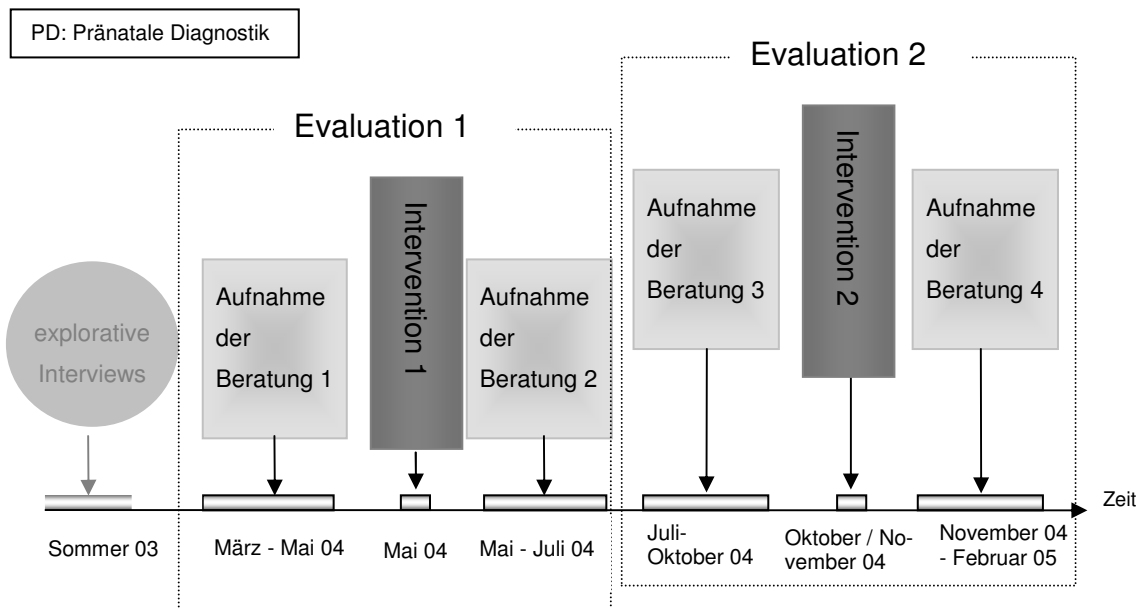 PD: Pränatale Diagnostik
Evaluation 1
Evaluation 2
explorative
Interviews
Aufnahme
der
Beratung 1
Intervention 1
Aufnahme
der
Beratung 2
Aufnahme
der
Beratung 3
Intervention 2
Aufnahme
der
Beratung 4
Zeit
Sommer 03
März - Mai 04
Mai 04
Mai - Juli 04
Juli-
Oktober 04
Oktober / No-
vember 04
November 04
- Februar 05